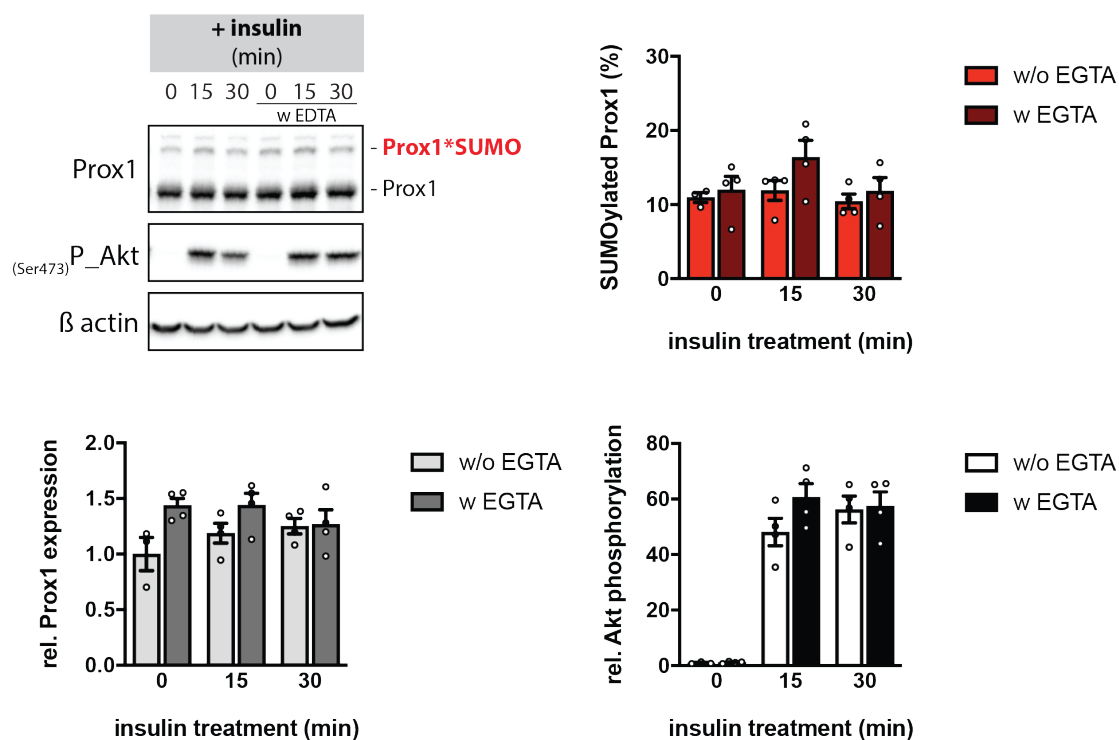 + insulin
(min)
0 15 30 0 15 30
w EDTA
Prox1
- Prox1*SUMO
- Prox1
(Ser473)P_Akt
ß actin
SUMOylated Prox1 (%)
30
20
10
0
0 15 30
insulin treatment (min)
w/o EGTA
w EGTA
rel. Prox1 expression
2.0
1.5
1.0
0.5
0.0
0 15 30
insulin treatment (min)
w/o EGTA
w EGTA
rel. Akt phosphorylation
80
60
40
20
0
0 15 30
insulin treatment (min)
w/o EGTA
w EGTA